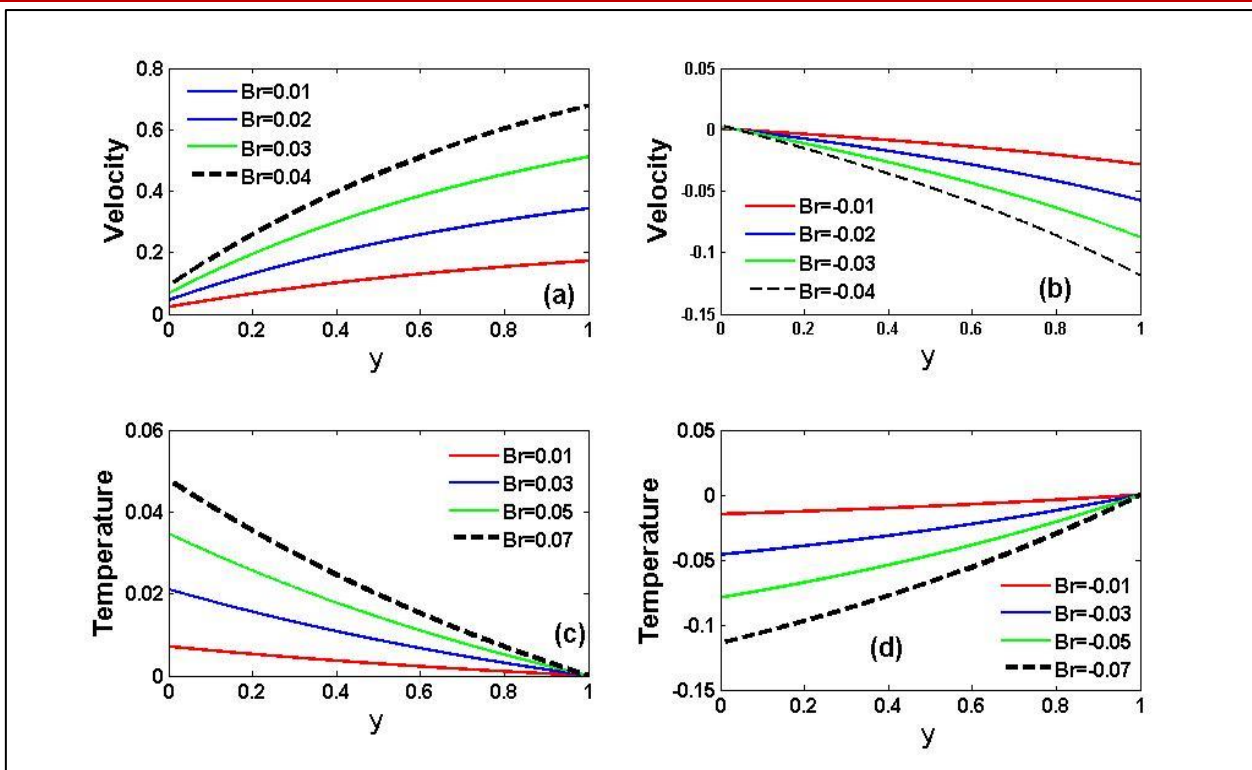 0.8
0.6
0.4
0.2
0
Velocity
Br=0.01
Br=0.02
Br=0.03
Br=0.04
(a)
0 0.2 0.4 0.6 0.8 1
y
0.05
0
-0.05
-0.1
-0.15
Velocity
Br=-0.01
Br=-0.02
Br=-0.03
Br=-0.04
(b)
0 0.2 0.4 0.6 0.8 1
y
0.06
0.04
0.02
0
Temperature
Br=0.01
Br=0.03
Br=0.05
Br=0.07
(c)
0 0.2 0.4 0.6 0.8 1
y
0.05
0
-0.05
-0.1
-0.15
Temperature
Br=-0.01
Br=-0.03
Br=-0.05
Br=-0.07
(d)
0 0.2 0.4 0.6 0.8 1
y